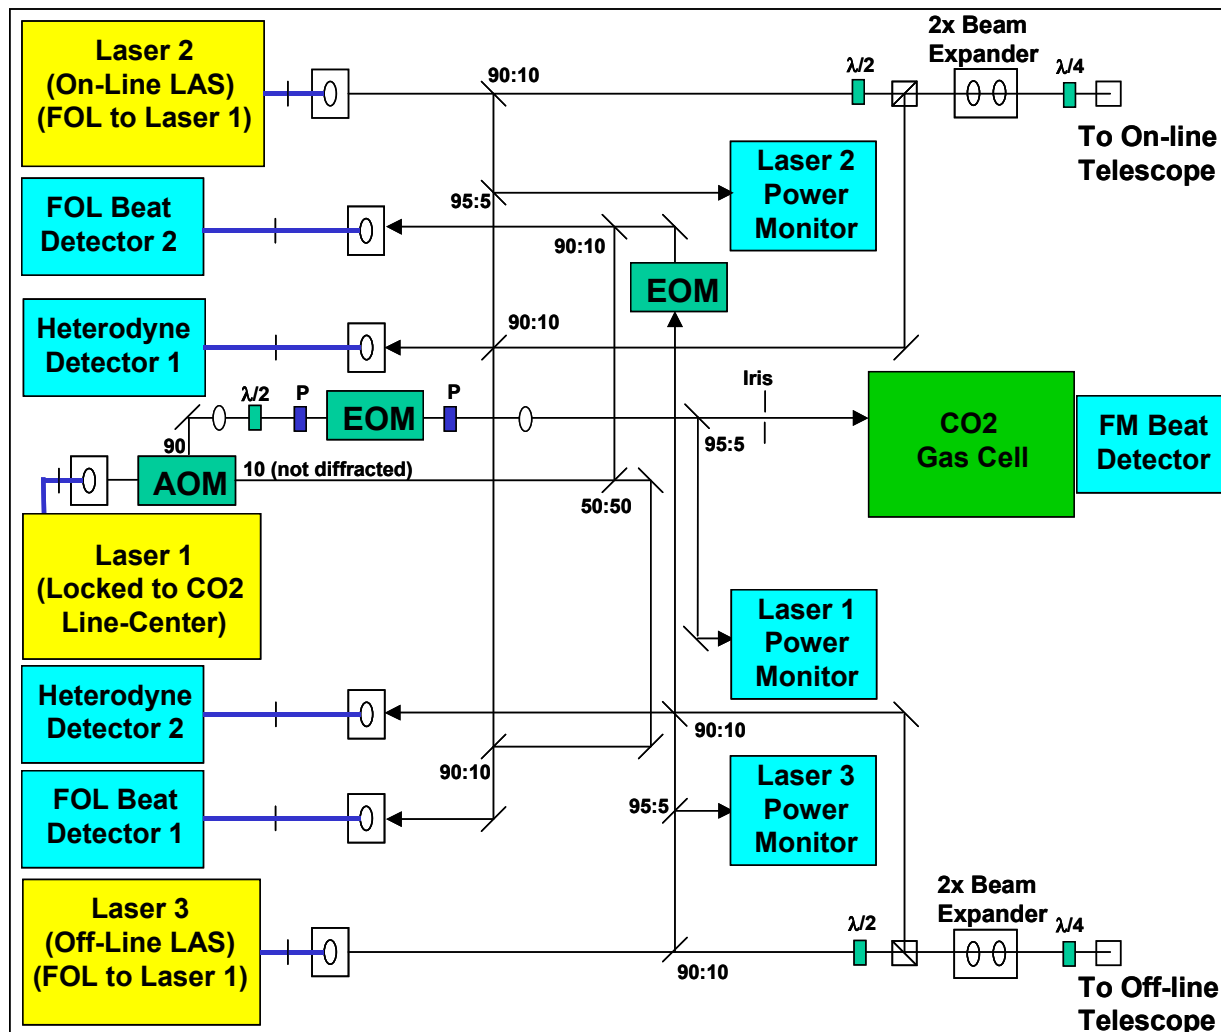 Laser 2
(On-Line LAS)
(FOL to Laser 1)
90:10
λ/2
2x Beam
Expander
λ/4
To On-line
Telescope
Laser 2
Power
Monitor
95:5
FOL Beat
Detector 2
90:10
EOM
Heterodyne
Detector 1
90:10
λ/2
P
EOM
P
Iris
95:5
CO2
Gas Cell
FM Beat
Detector
90
AOM
10 (not diffracted)
50:50
Laser 1
(Locked to CO2
Line-Center)
Laser 1
Power
Monitor
Heterodyne
Detector 2
90:10
90:10
FOL Beat
Detector 1
95:5
Laser 3
Power
Monitor
Laser 3
(Off-Line LAS)
(FOL to Laser 1)
90:10
λ/2
2x Beam
Expander
λ/4
To Off-line
Telescope